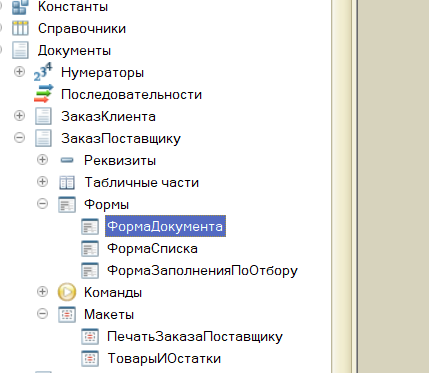 Константы
Справочники
Документы
Нумераторы
Последовательности
ЗаказКлиента
ЗаказПоставщику
Реквизиты
Табличные части
Формы
ФормаДокумента
ФормаСписка
ФормаЗаполненияПоОтбору
Команды
Макеты
ПечатьЗаказаПоставщику
ТоварыИОстатки